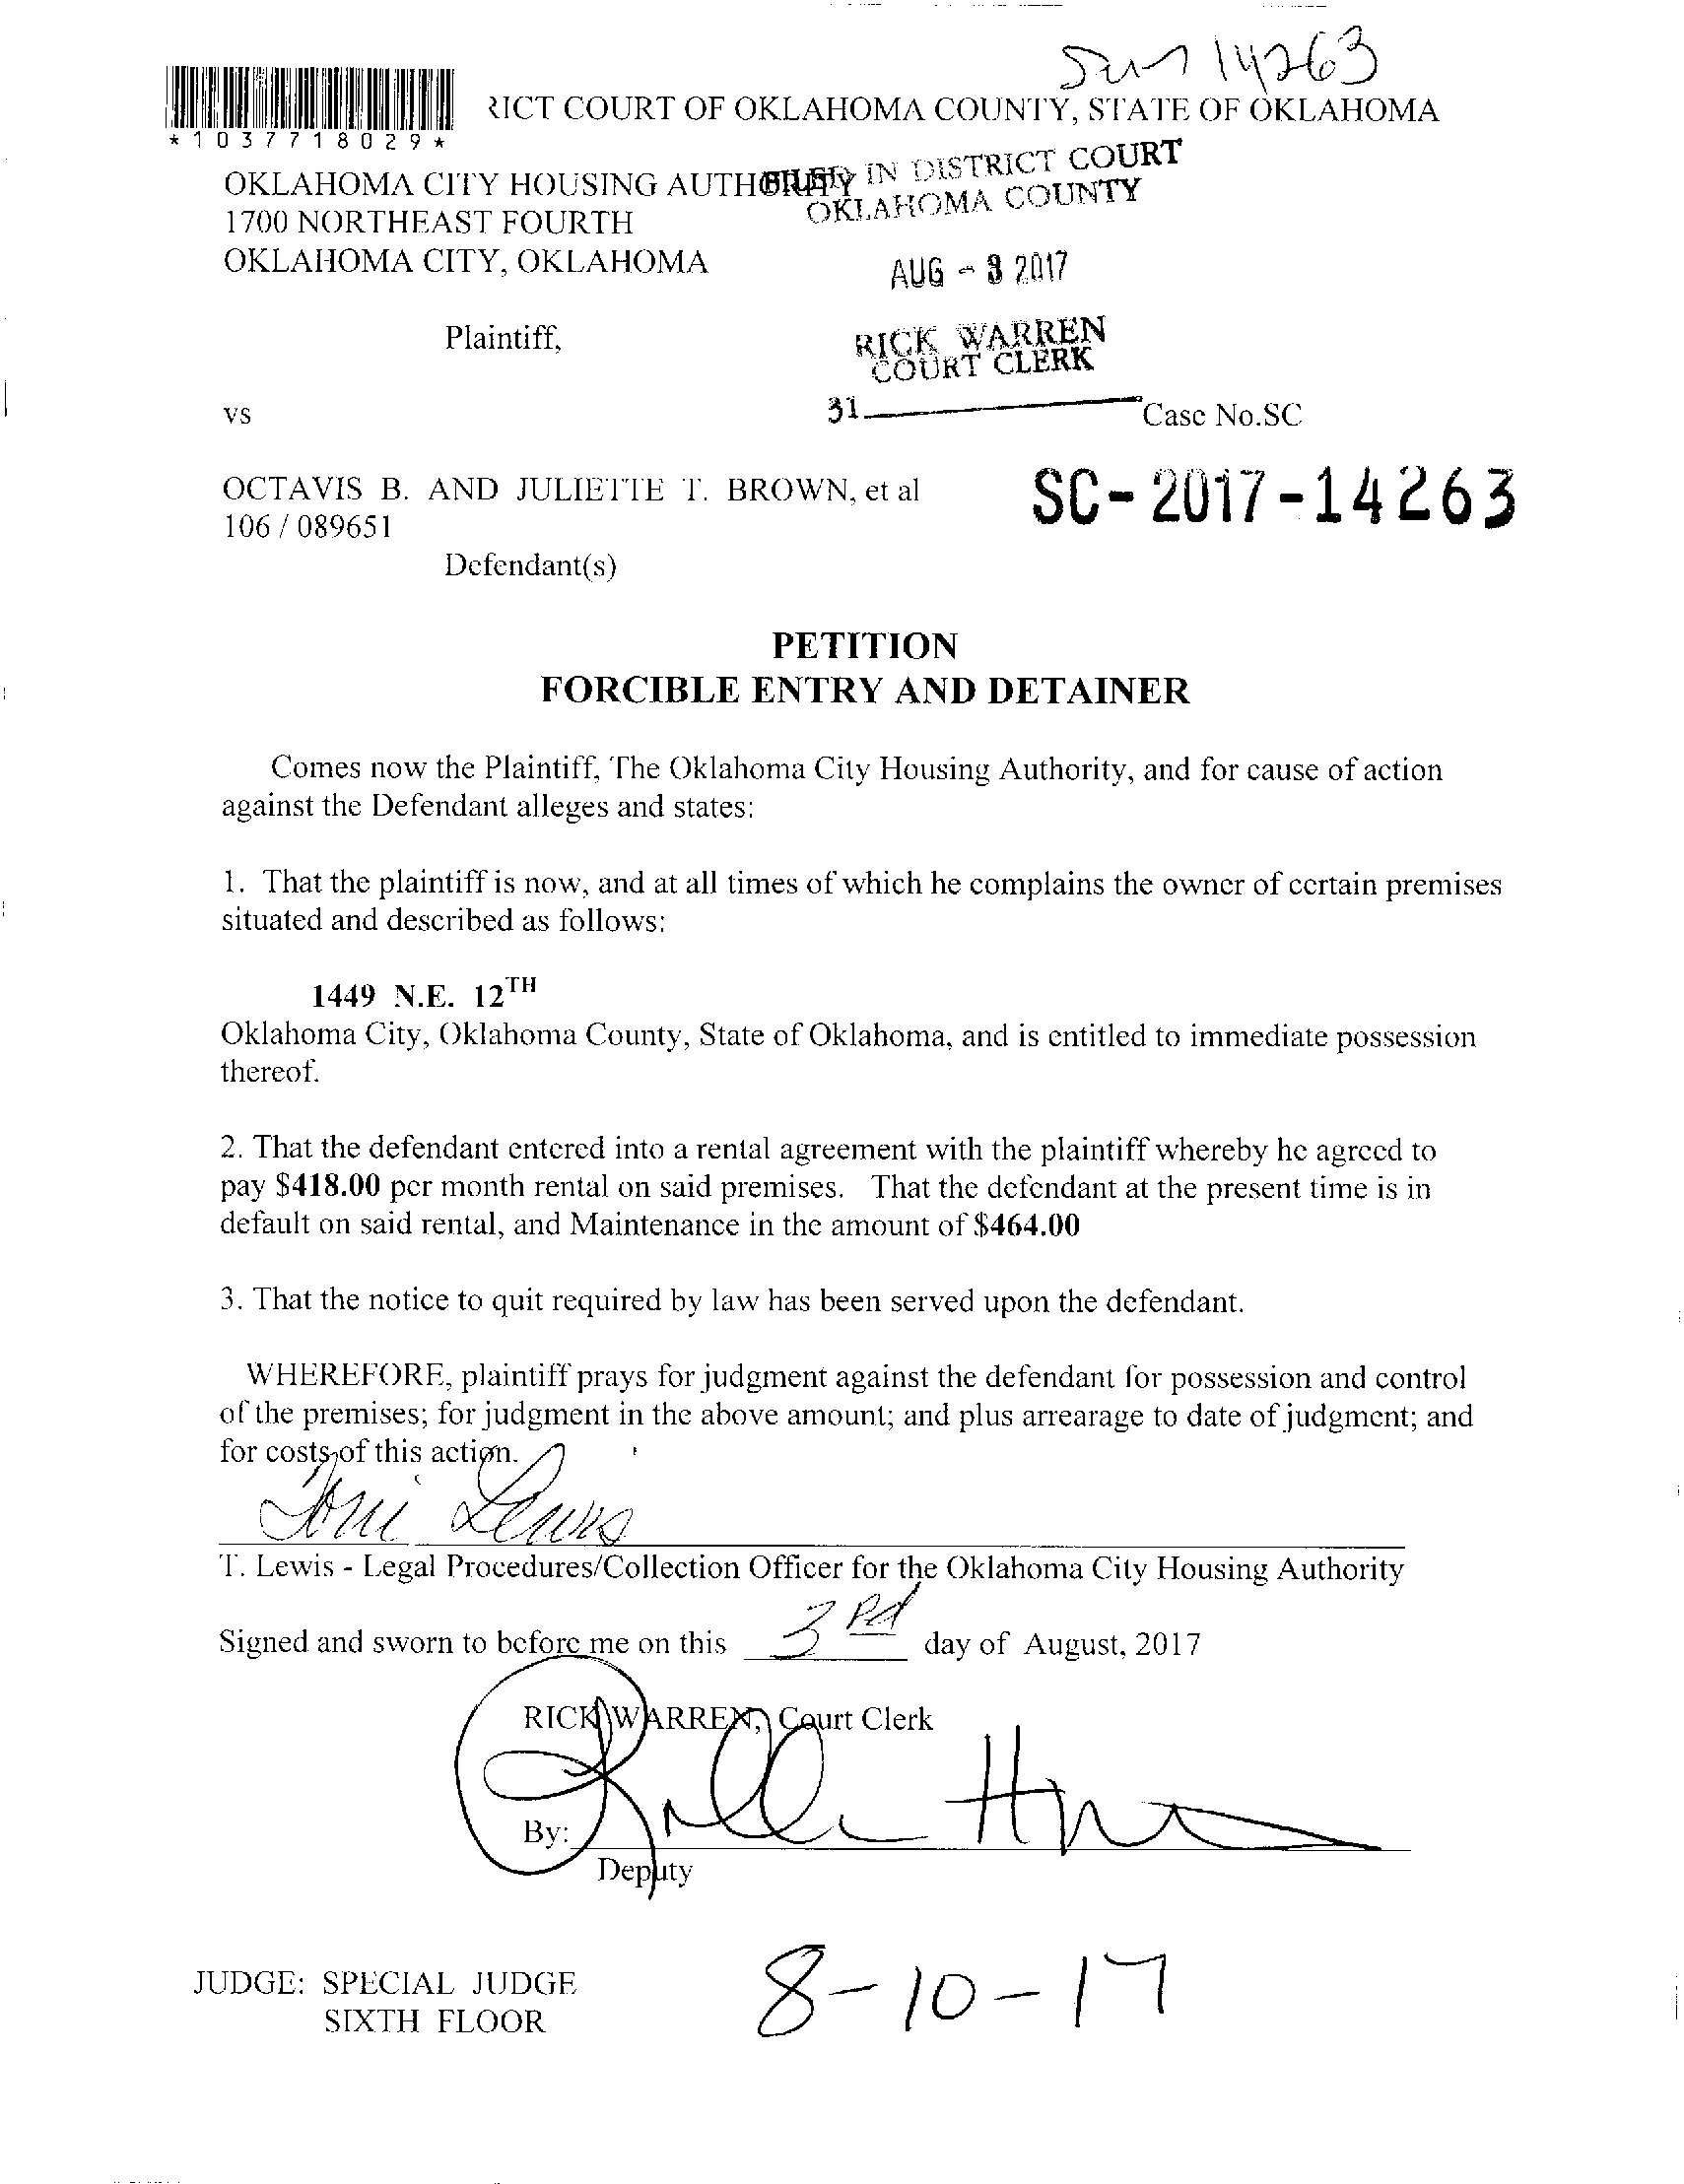 14263
RICT COURT OF OKLAHOMA COUNTY, STATE OF OKLAHOMA
*1037718029*
OKLAHOMA CITY HOUSING AUTHORITY
FILED IN DISTRICT COURT
OKLAHOMA COUNTY
1700 NORTHEAST FOURTH
OKLAHOMA CITY, OKLAHOMA
AUG - 3 2017
Plaintiff,
RICK WARREN
COURT CLERK
31
vs
Case No.SC
OCTAVIS B. AND JULIETTE T. BROWN, et al
SC-2017-14263
106 / 089651
Defendant(s)
PETITION
FORCIBLE ENTRY AND DETAINER
Comes now the Plaintiff, The Oklahoma City Housing Authority, and for cause of action
against the Defendant alleges and states:
1. That the plaintiff is now, and at all times of which he complains the owner of certain premises
situated and described as follows:
1449 N.E. 12TH
Oklahoma City, Oklahoma County, State of Oklahoma, and is entitled to immediate possession
thereof.
2. That the defendant entered into a rental agreement with the plaintiff whereby he agreed to
pay $418.00 per month rental on said premises. That the defendant at the present time is in
default on said rental, and Maintenance in the amount of $464.00
3. That the notice to quit required by law has been served upon the defendant.
WHEREFORE, plaintiff prays for judgment against the defendant for possession and control
of the premises; for judgment in the above amount; and plus arrearage to date of judgment; and
for costs of this action.
Toni Lewis
T. Lewis - Legal Procedures/Collection Officer for the Oklahoma City Housing Authority
Signed and sworn to before me on this 3rd day of August, 2017
RICK WARREN, Court Clerk
By:
Deputy
JUDGE: SPECIAL JUDGE
SIXTH FLOOR
8-10-17